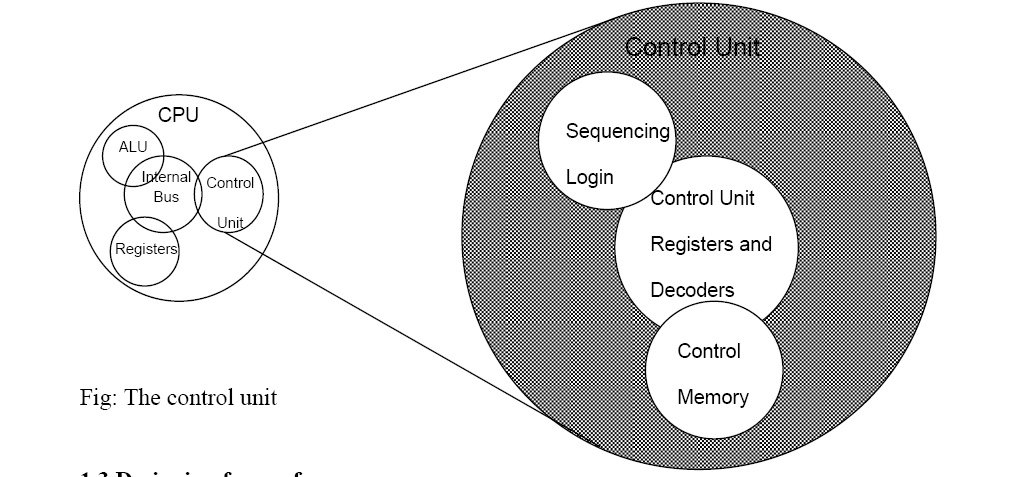 Control Unit
CPU
ALU
Internal
Bus
Control
Unit
Registers
Sequencing
Login
Control Unit
Registers and
Decoders
Control
Memory
Fig: The control unit